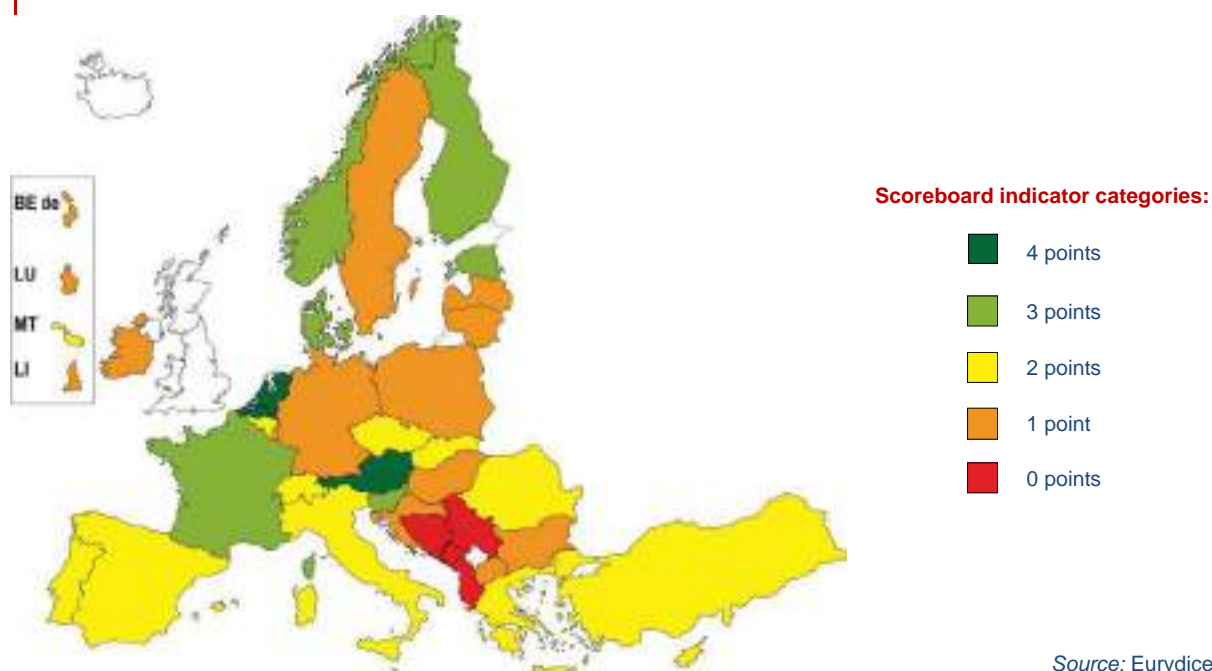 BE de
LU
MT
LI
Scoreboard indicator categories:
4 points
3 points
2 points
1 point
0 points
Source: Eurydice